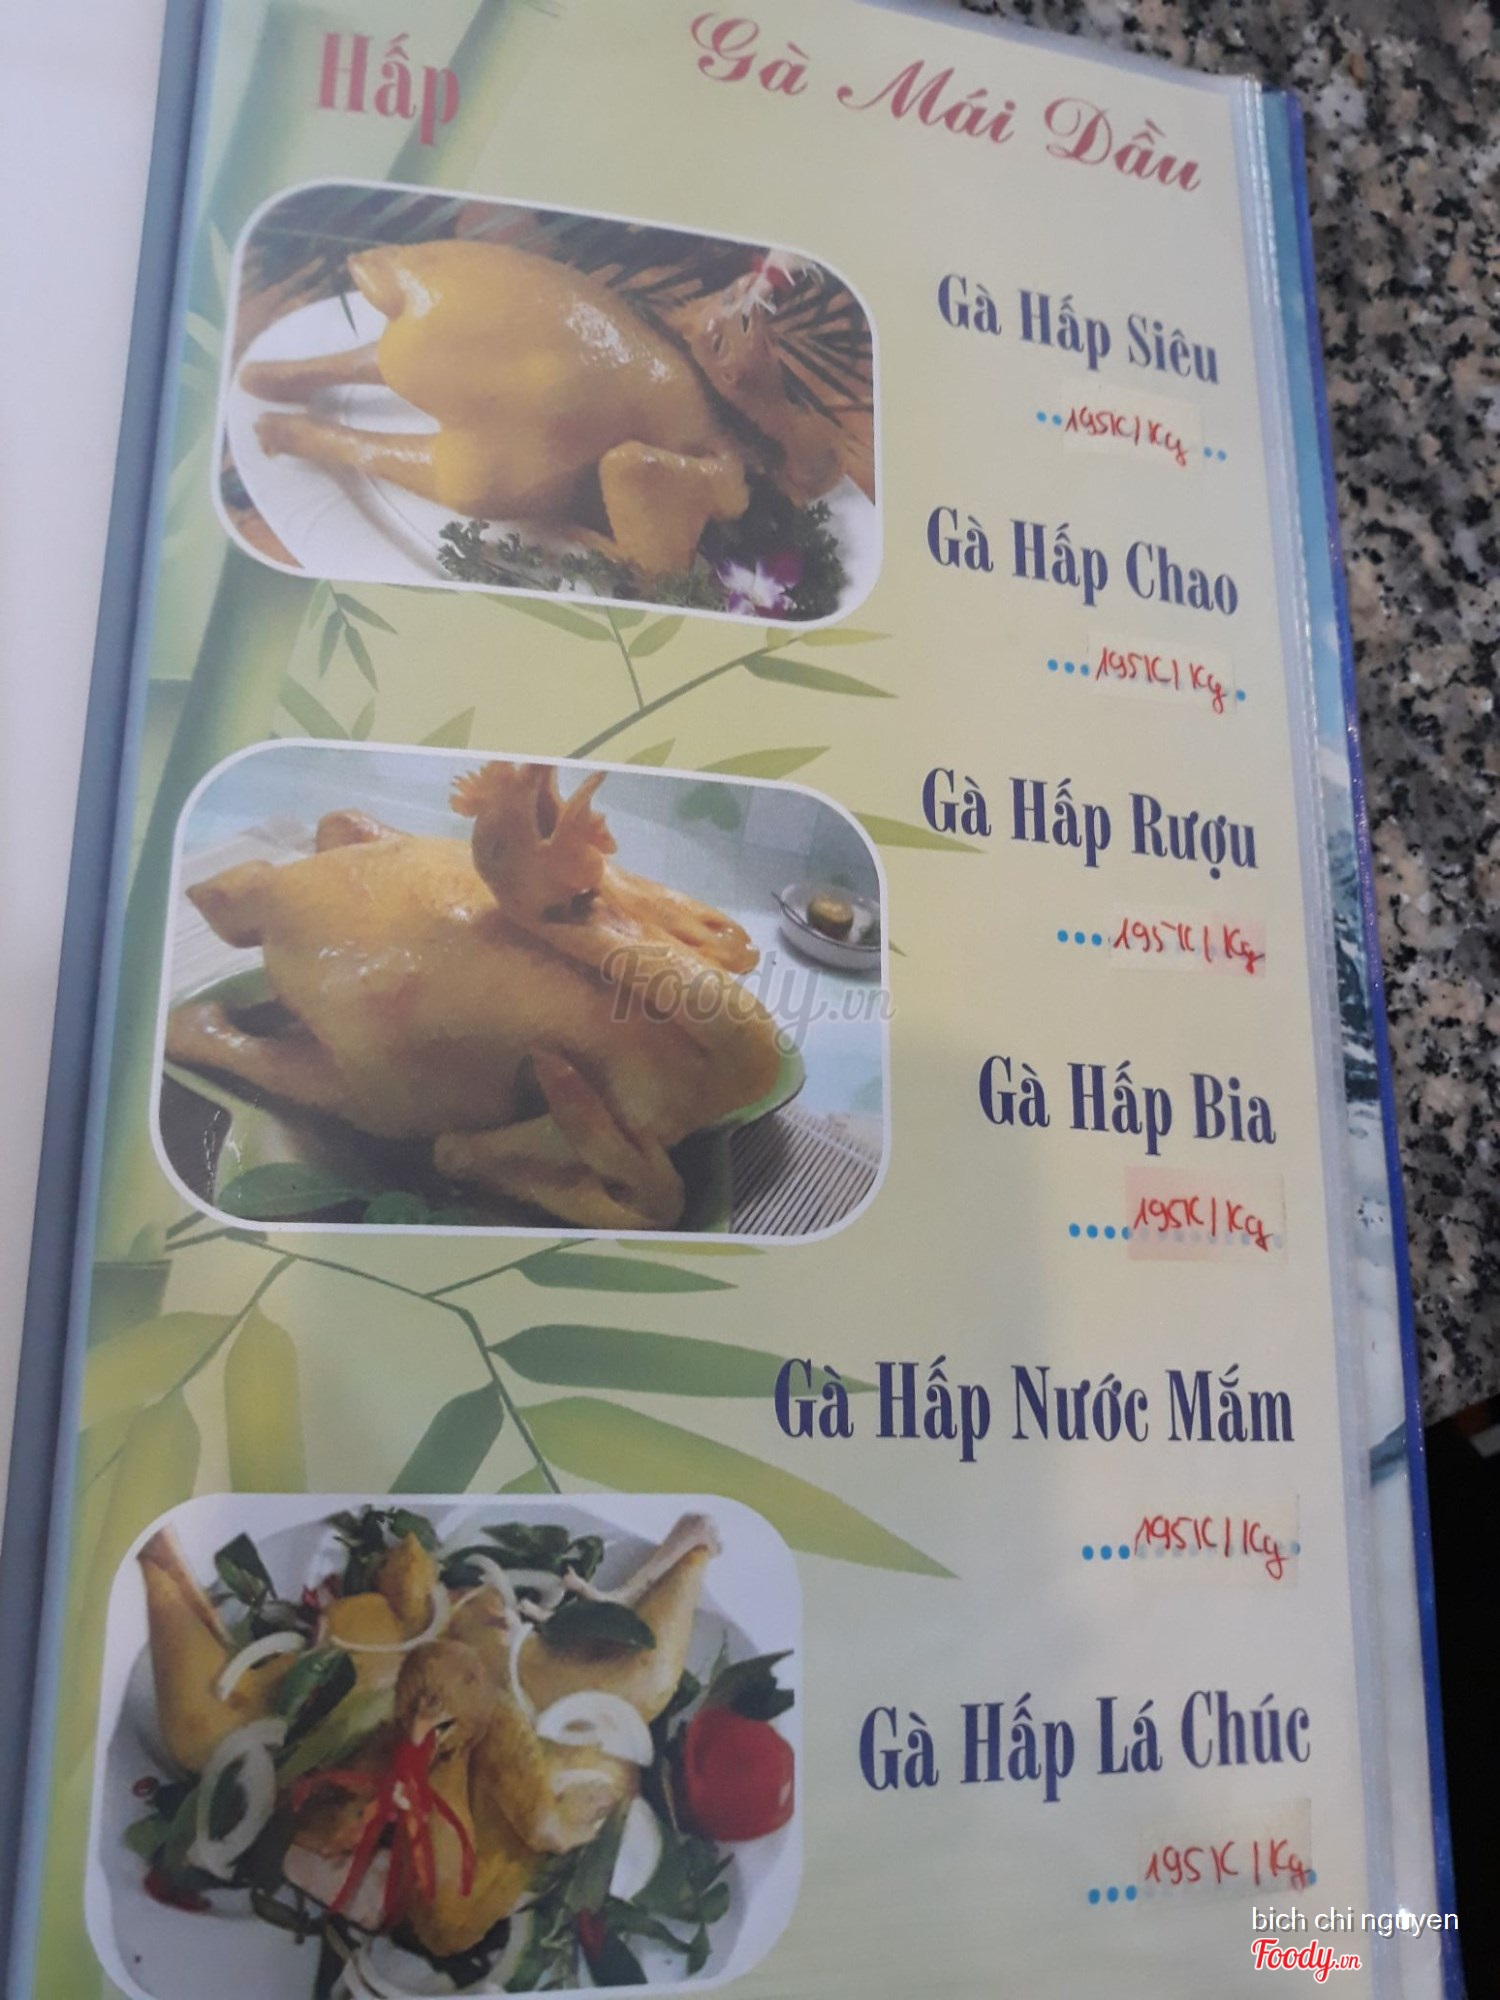 Hấp
Gà Mái Dầu
Gà Hấp Siêu
..195K/Kg..
Gà Hấp Chao
...195K/Kg.
Gà Hấp Rượu
...195K/Kg
Gà Hấp Bia
....195K/Kg
Gà Hấp Nước Mắm
...195K/Kg.
Gà Hấp Lá Chúc
...195K/Kg.
Foody.vn
bich chi nguyen
Foody.vn